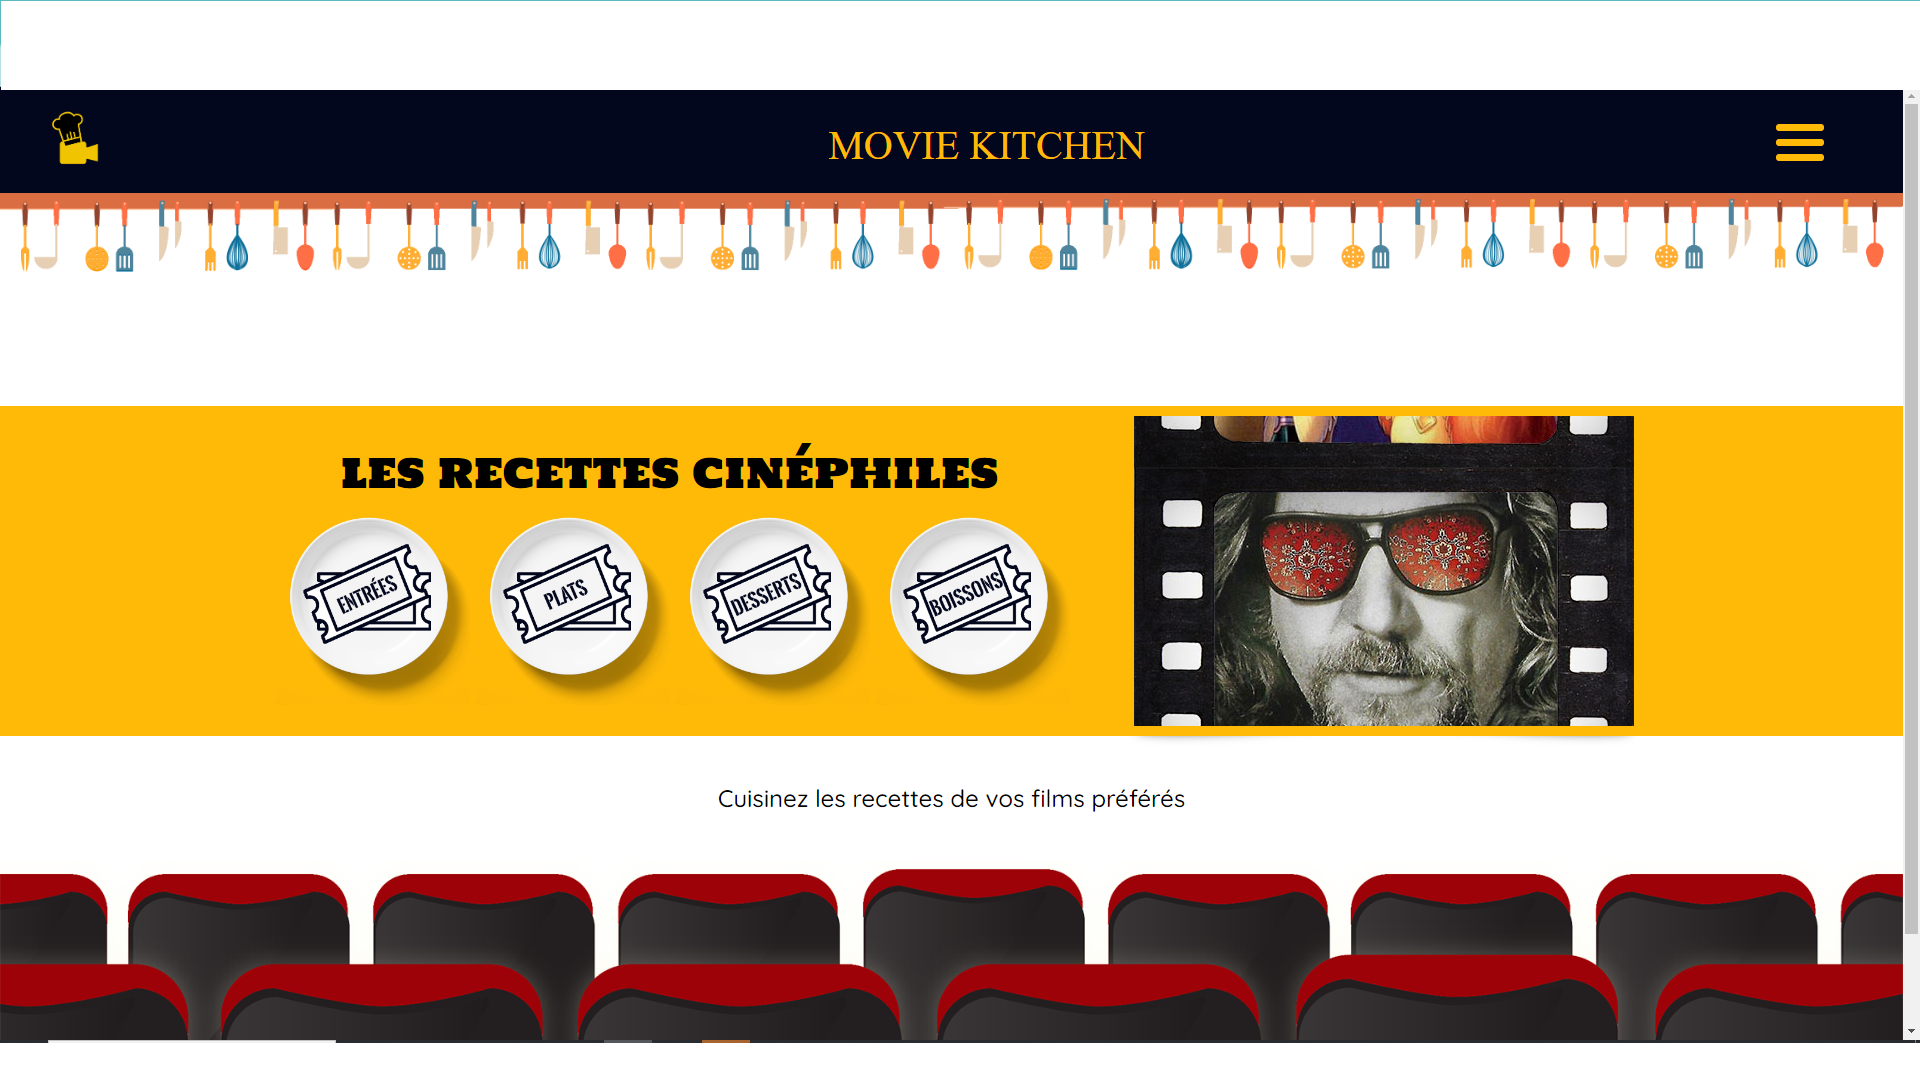 MOVIE KITCHEN
LES RECETTES CINÉPHILES
ENTRÉES
PLATS
DESSERTS
BOISSONS
Cuisinez les recettes de vos films préférés